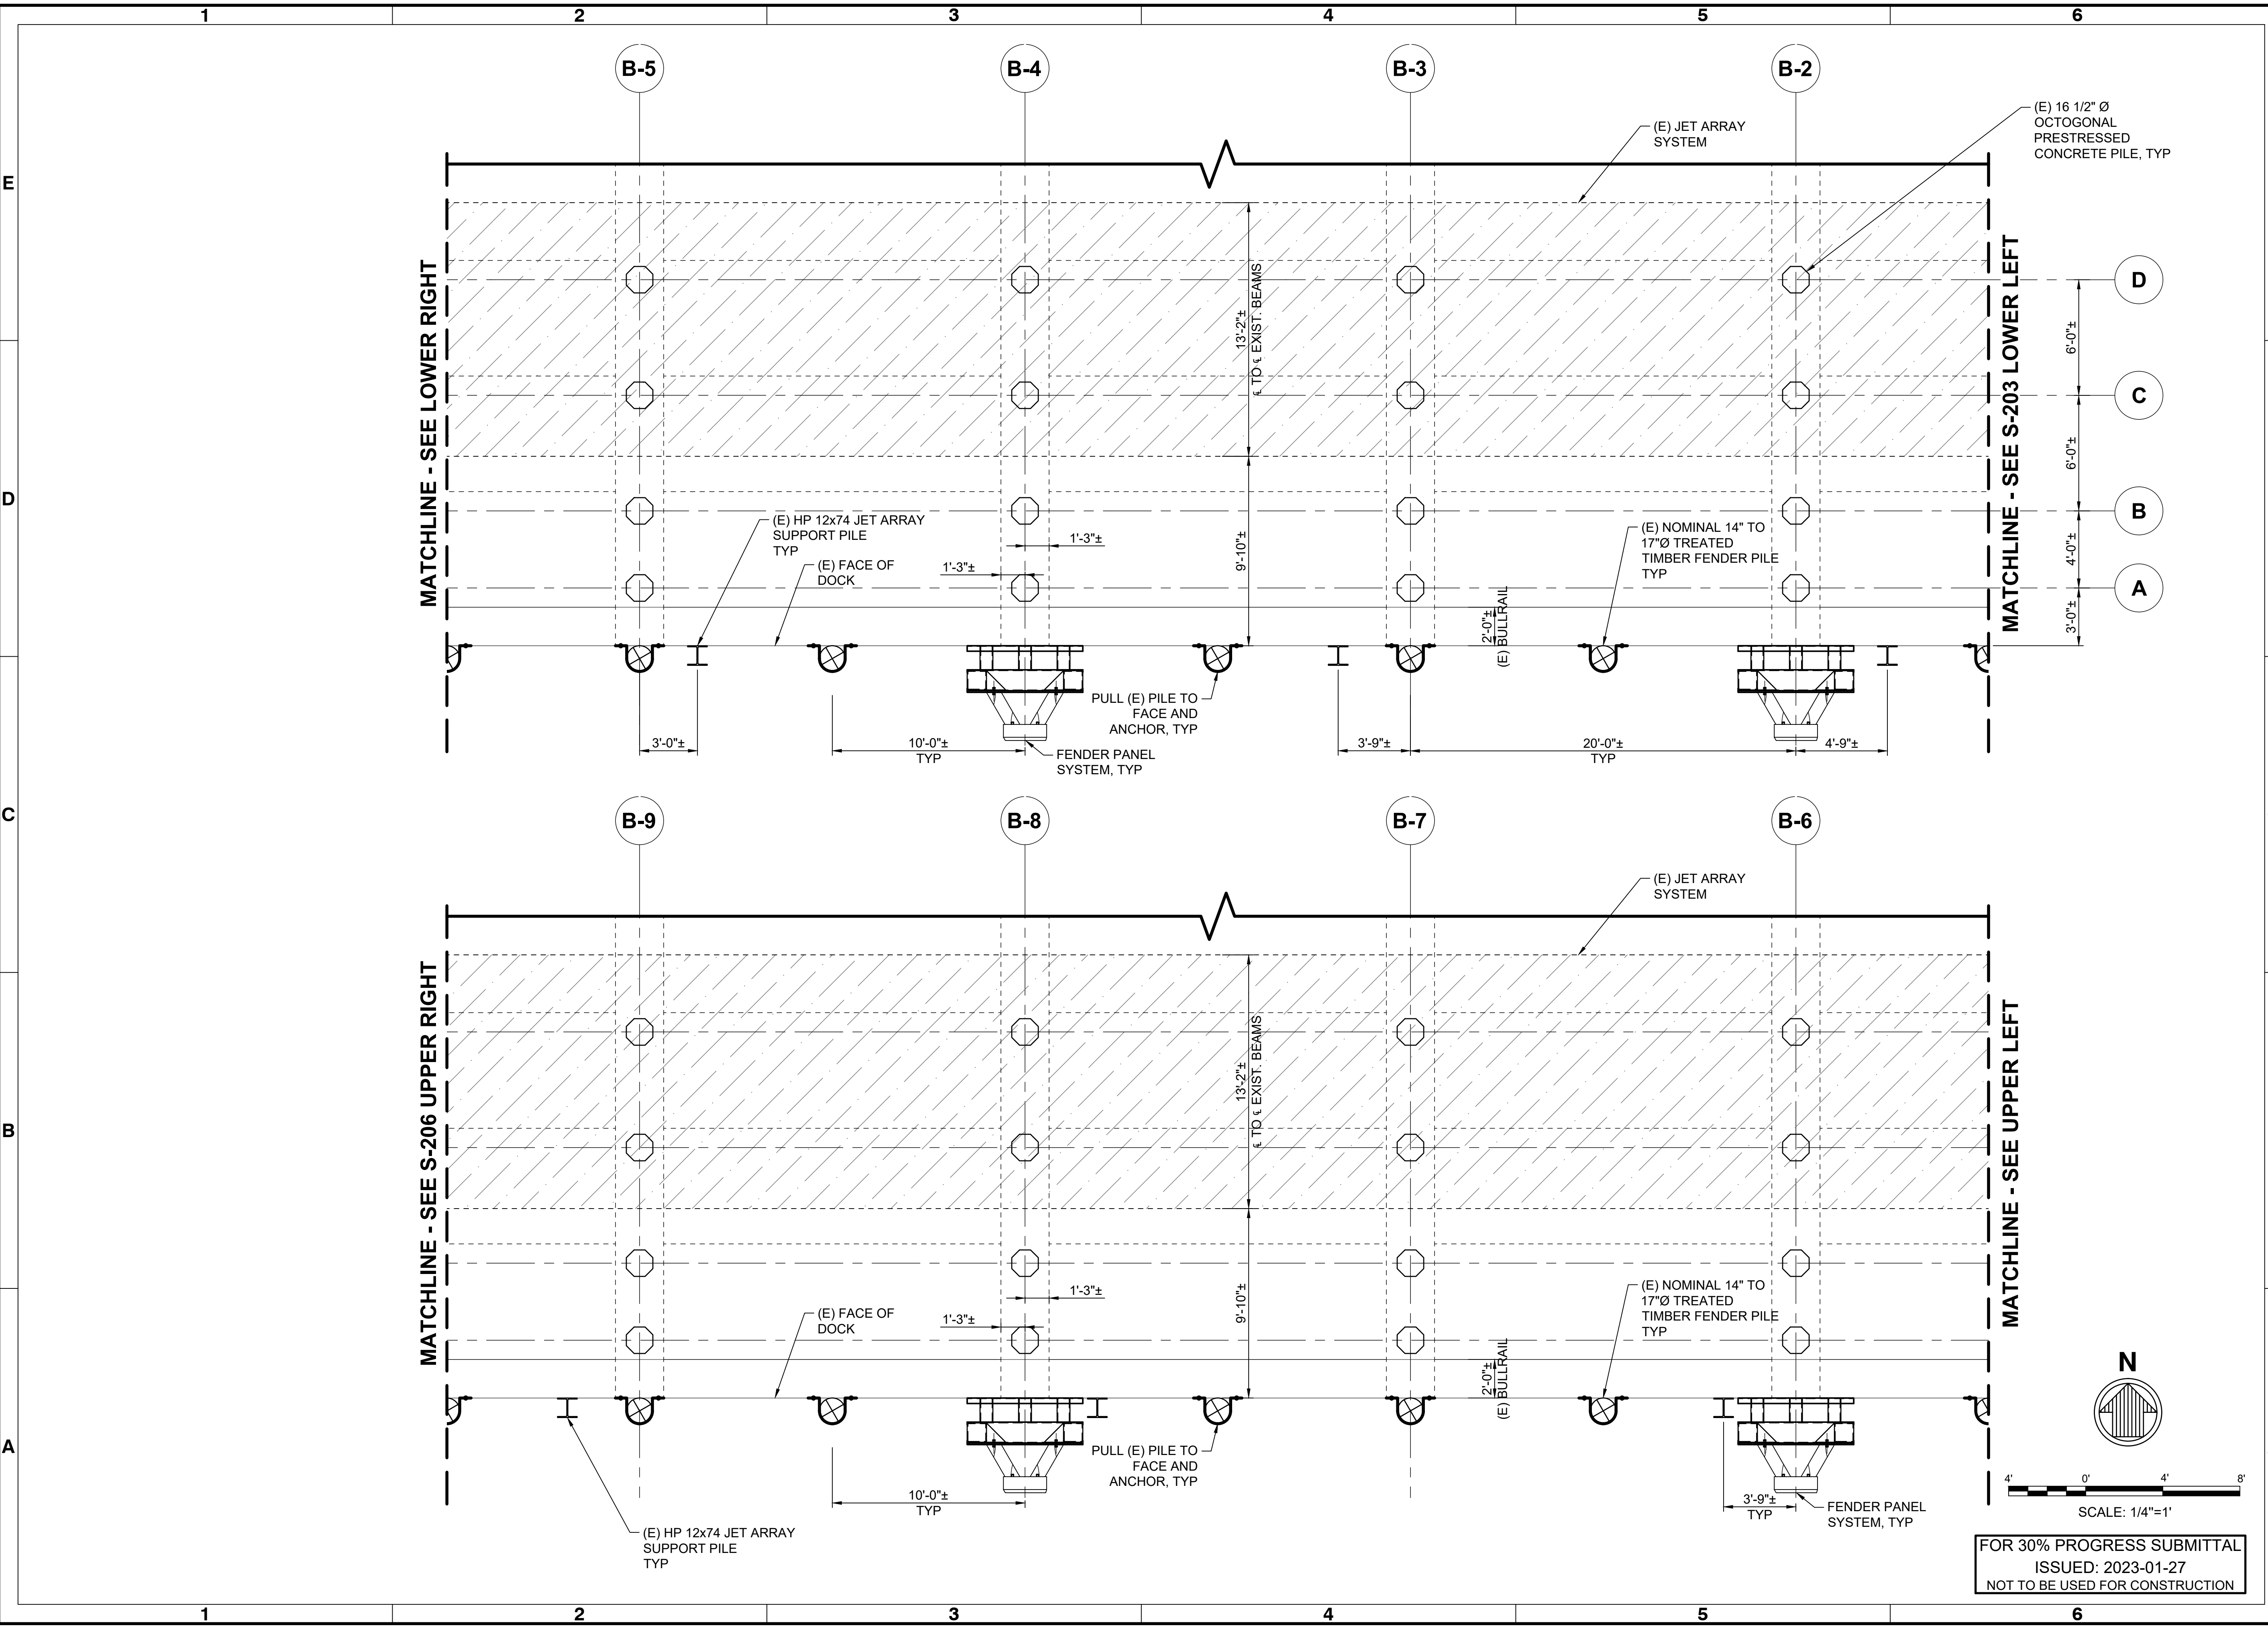 1 2 3 4 5 6
B-5 B-4 B-3 B-2
(E) JET ARRAY
SYSTEM
(E) 16 1/2" Ø
OCTOGONAL
PRESTRESSED
CONCRETE PILE, TYP
E
MATCHLINE - SEE LOWER RIGHT
13'-2"±
℄ TO ℄ EXIST. BEAMS
MATCHLINE - SEE S-203 LOWER LEFT
D
6'-0"±
C
6'-0"±
B
4'-0"±
A
3'-0"±
D
(E) HP 12x74 JET ARRAY
SUPPORT PILE
TYP
(E) FACE OF
DOCK
1'-3"±
1'-3"±
9'-10"±
(E) NOMINAL 14" TO
17"Ø TREATED
TIMBER FENDER PILE
TYP
2'-0"±
(E) BULLRAIL
PULL (E) PILE TO
FACE AND
ANCHOR, TYP
3'-0"±
10'-0"±
TYP
FENDER PANEL
SYSTEM, TYP
3'-9"±
20'-0"±
TYP
4'-9"±
C
B-9 B-8 B-7 B-6
(E) JET ARRAY
SYSTEM
MATCHLINE - SEE S-206 UPPER RIGHT
13'-2"±
℄ TO ℄ EXIST. BEAMS
MATCHLINE - SEE UPPER LEFT
B
(E) FACE OF
DOCK
1'-3"±
1'-3"±
9'-10"±
(E) NOMINAL 14" TO
17"Ø TREATED
TIMBER FENDER PILE
TYP
2'-0"±
(E) BULLRAIL
N
A
PULL (E) PILE TO
FACE AND
ANCHOR, TYP
10'-0"±
TYP
3'-9"±
TYP
FENDER PANEL
SYSTEM, TYP
(E) HP 12x74 JET ARRAY
SUPPORT PILE
TYP
4' 0' 4' 8'
SCALE: 1/4"=1'
FOR 30% PROGRESS SUBMITTAL
ISSUED: 2023-01-27
NOT TO BE USED FOR CONSTRUCTION
1 2 3 4 5 6